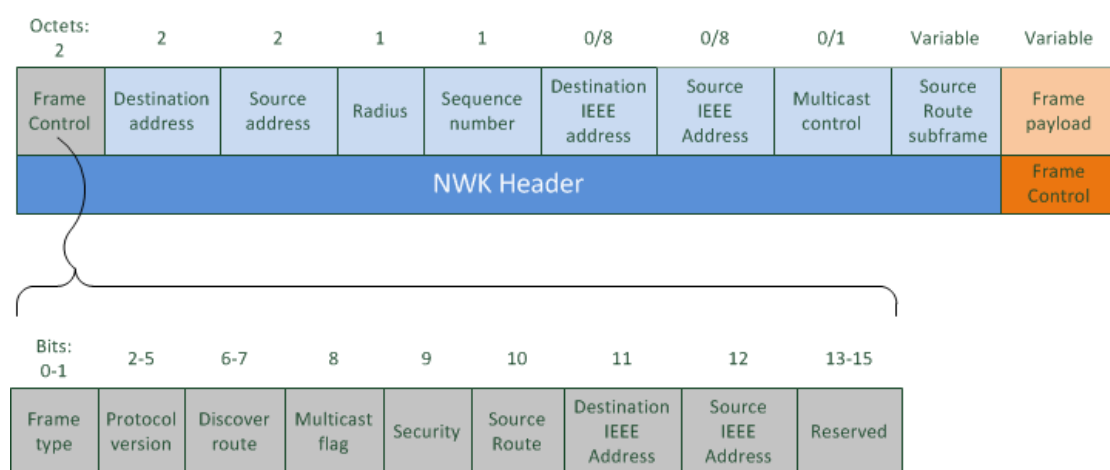 Octets:
2 2 2 1 1 0/8 0/8 0/1 Variable Variable
Frame
Control
Destination
address
Source
address
Radius
Sequence
number
Destination
IEEE
address
Source
IEEE
Address
Multicast
control
Source
Route
subframe
Frame
payload
NWK Header
Frame
Control
Bits:
0-1 2-5 6-7 8 9 10 11 12 13-15
Frame
type
Protocol
version
Discover
route
Multicast
flag
Security
Source
Route
Destination
IEEE
Address
Source
IEEE
Address
Reserved